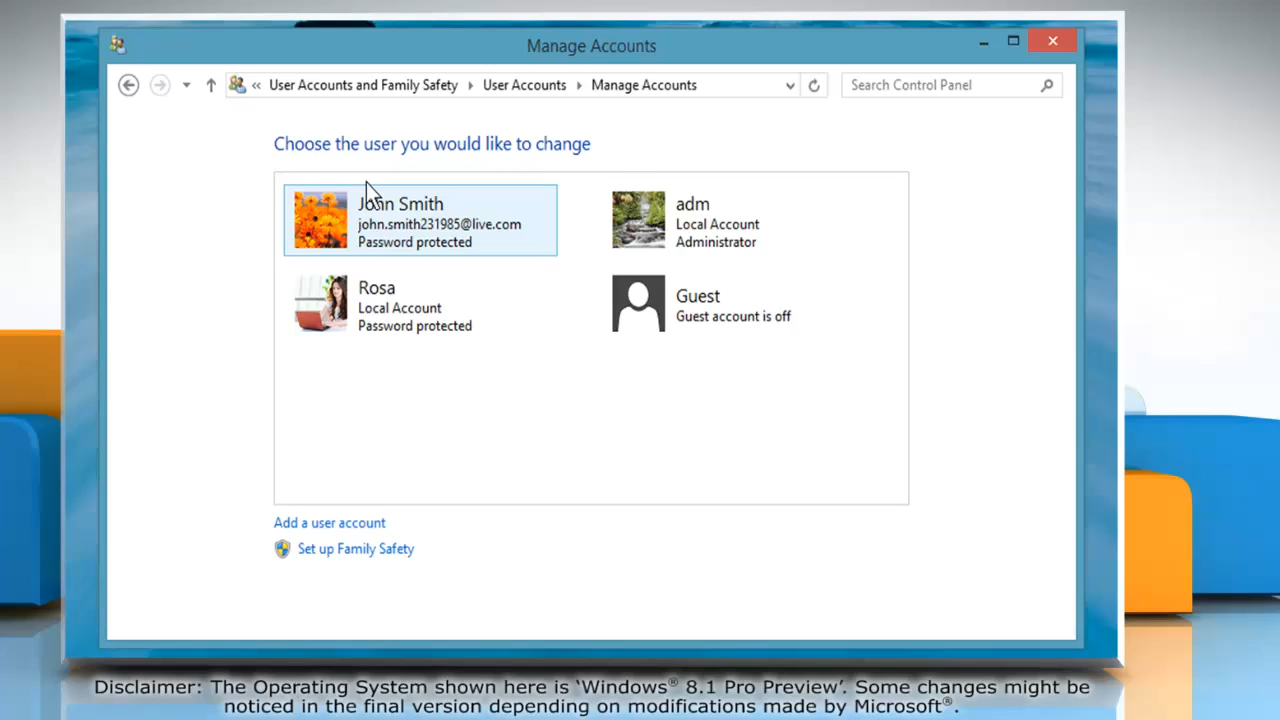 Manage Accounts
« User Accounts and Family Safety User Accounts Manage Accounts Search Control Panel
Choose the user you would like to change
John Smith
john.smith231985@live.com
Password protected
adm
Local Account
Administrator
Rosa
Local Account
Password protected
Guest
Guest account is off
Add a user account
Set up Family Safety
Disclaimer: The Operating System shown here is 'Windows® 8.1 Pro Preview'. Some changes might be
noticed in the final version depending on modifications made by Microsoft®.